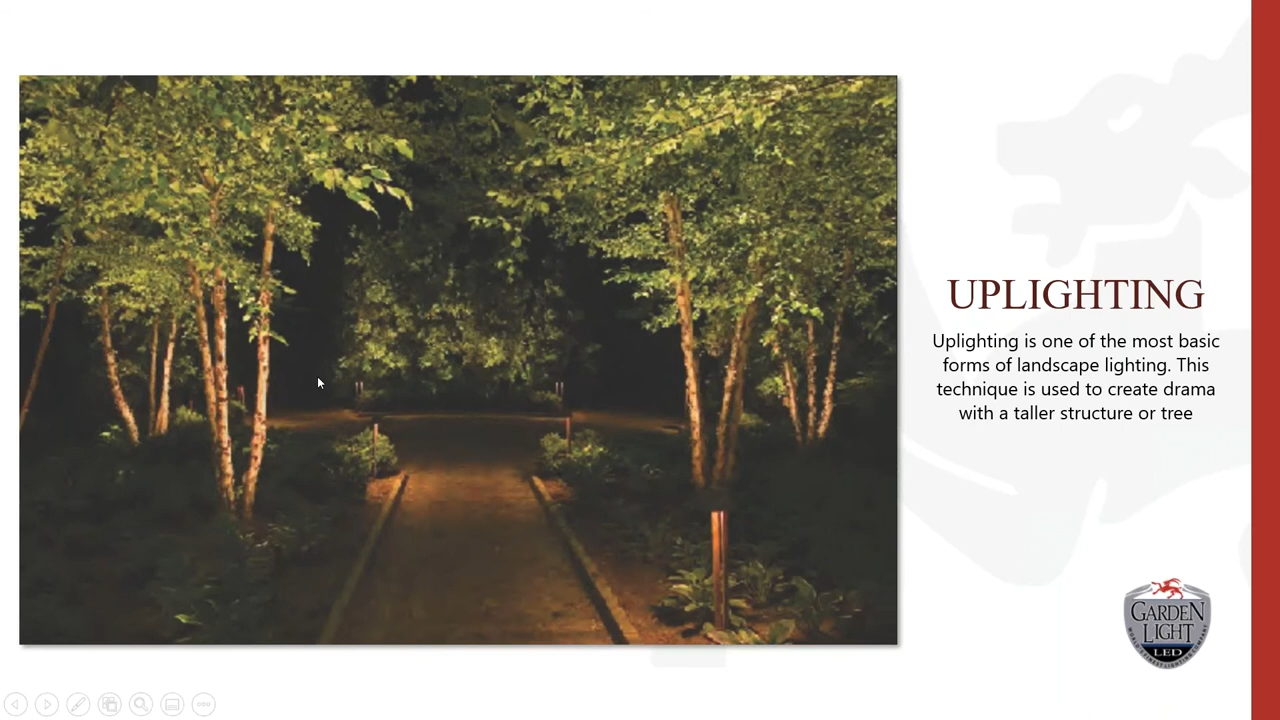 UPLIGHTING
Uplighting is one of the most basic
forms of landscape lighting. This
technique is used to create drama
with a taller structure or tree
GARDEN
LIGHT
LED